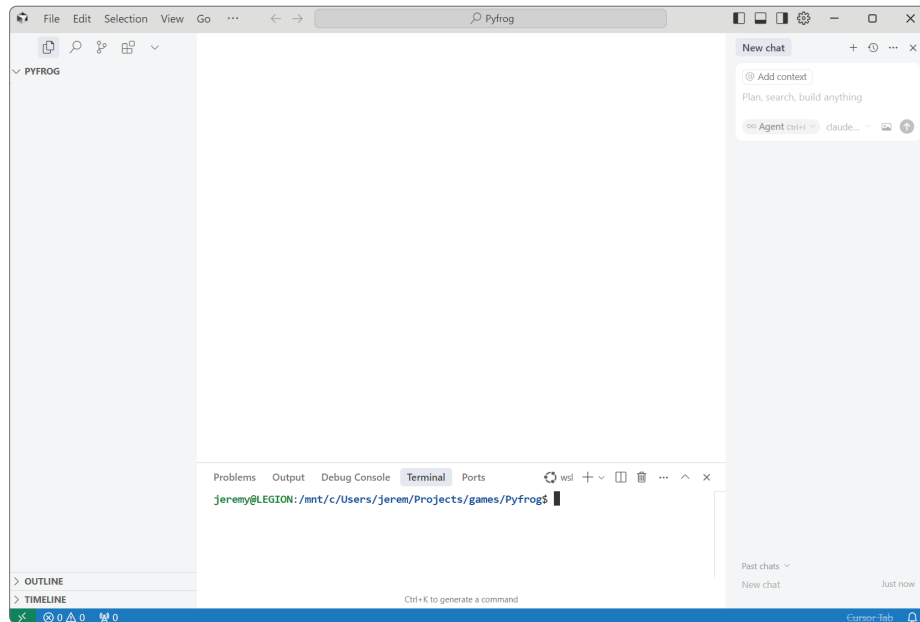 File Edit Selection View Go ··· Pyfrog
PYFROG
New chat
@ Add context
Plan, search, build anything
∞ Agent Ctrl+I claude...
Problems Output Debug Console Terminal Ports wsl
jeremy@LEGION:/mnt/c/Users/jerem/Projects/games/Pyfrog$
Past chats
New chat Just now
OUTLINE
TIMELINE
Ctrl+K to generate a command
0 0 0 Cursor Tab